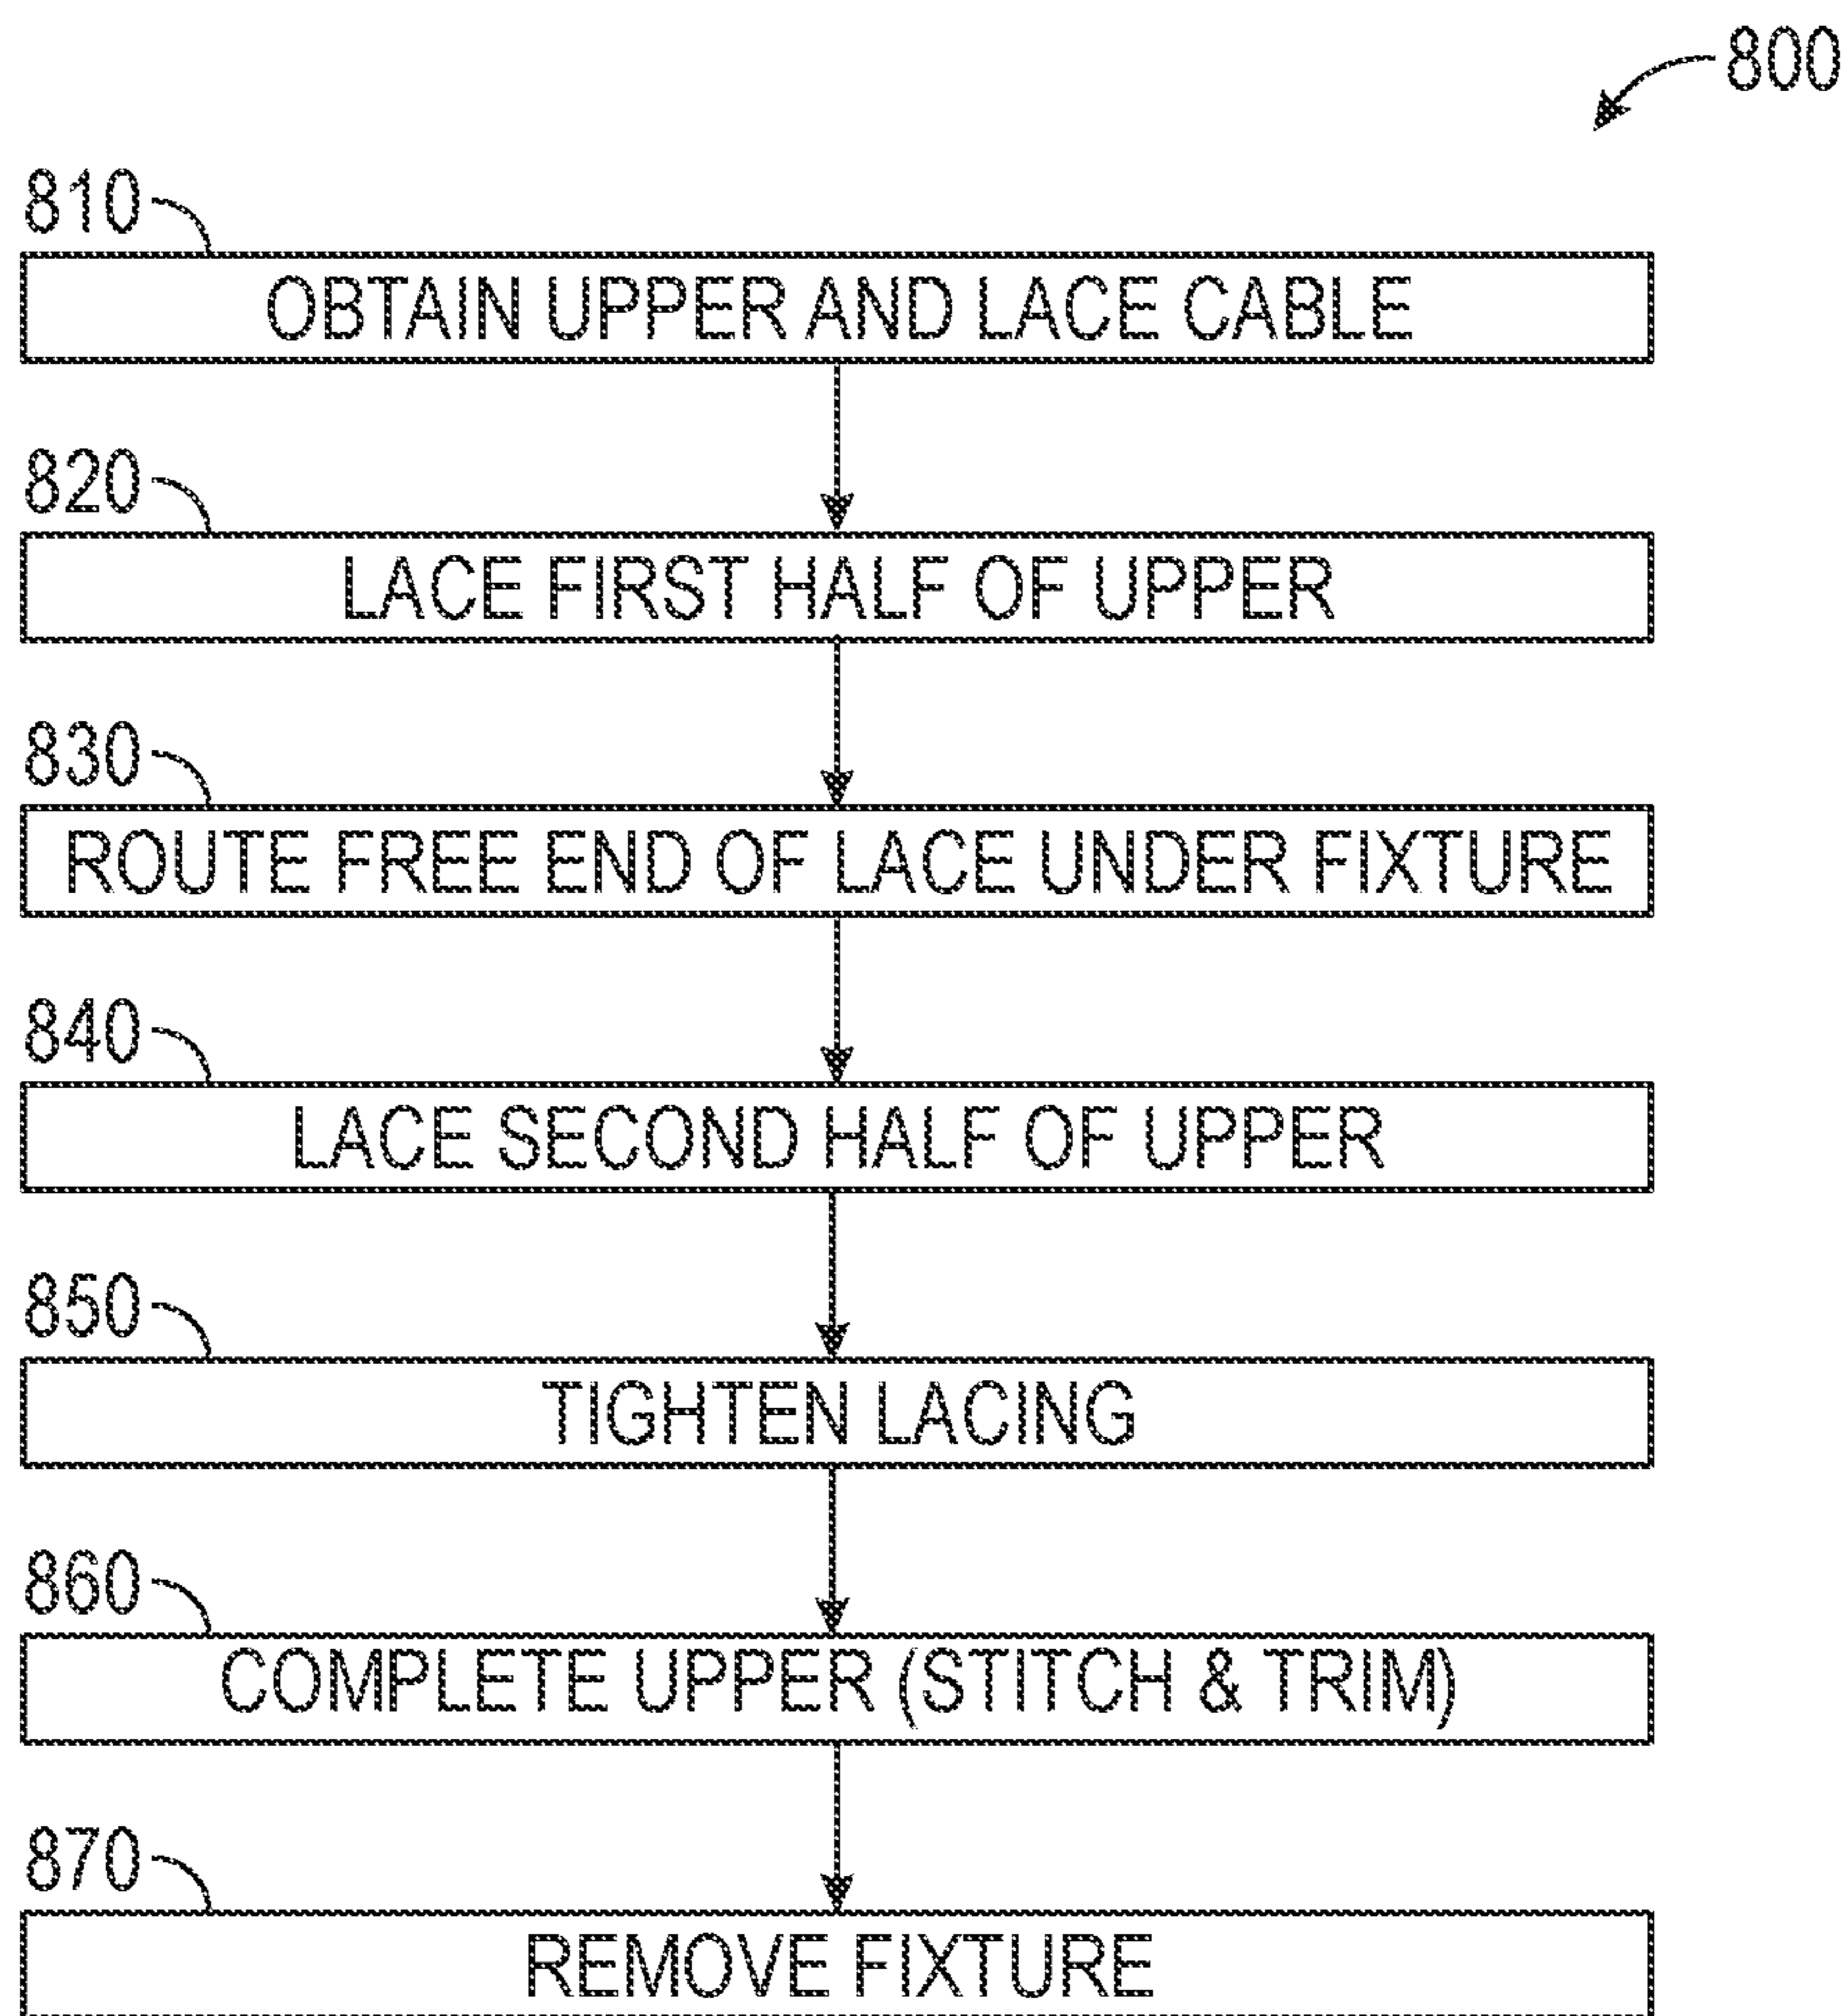 800
810
OBTAIN UPPER AND LACE CABLE
820
LACE FIRST HALF OF UPPER
830
ROUTE FREE END OF LACE UNDER FIXTURE
840
LACE SECOND HALF OF UPPER
850
TIGHTEN LACING
860
COMPLETE UPPER (STITCH & TRIM)
870
REMOVE FIXTURE